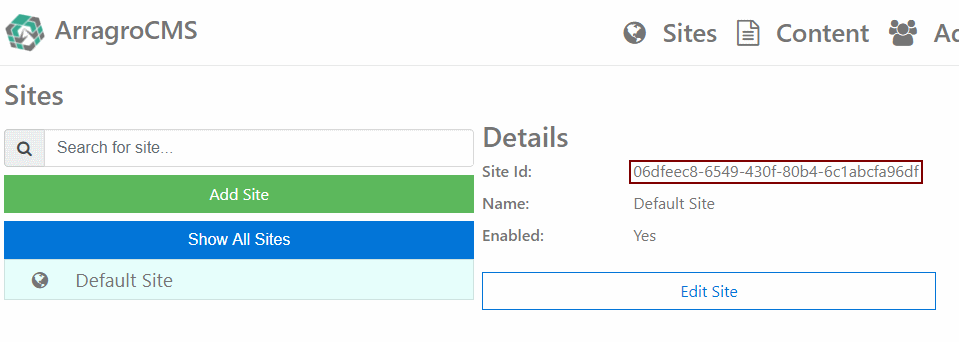 ArragroCMS
Sites
Content
Sites
Search for site...
Add Site
Show All Sites
Default Site
Details
Site Id: 06dfeec8-6549-430f-80b4-6c1abcfa96df
Name: Default Site
Enabled: Yes
Edit Site